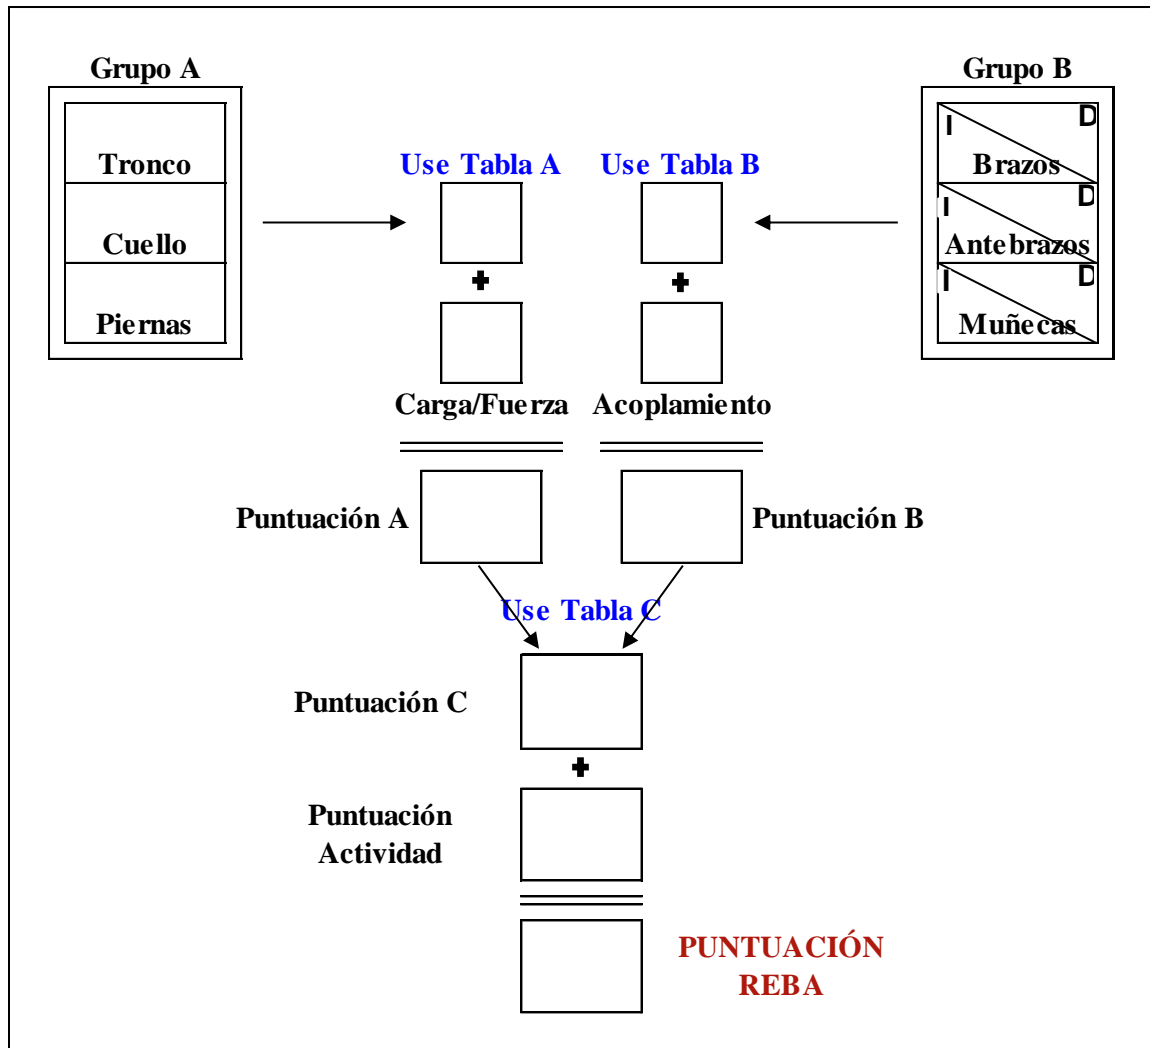 Grupo A
Grupo B
I D
Tronco
Use Tabla A
Use Tabla B
Brazos
I D
Cuello
Antebrazos
I D
Piernas
Muñecas
Carga/Fuerza
Acoplamiento
Puntuación A
Puntuación B
Use Tabla C
Puntuación C
Puntuación
Actividad
PUNTUACIÓN
REBA